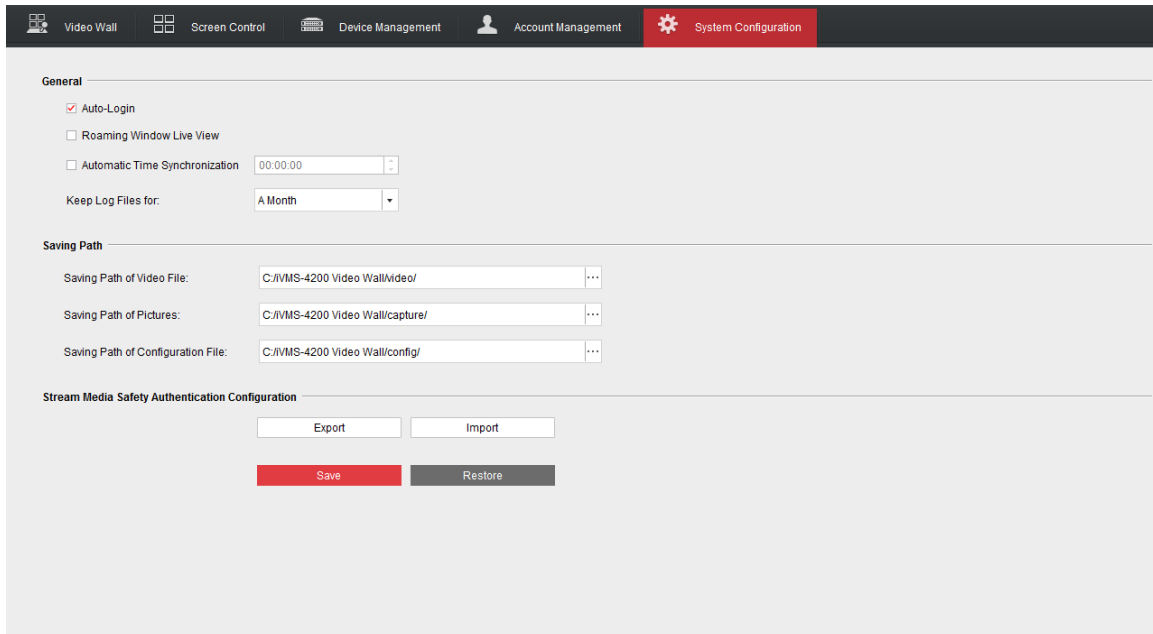 Video Wall Screen Control Device Management Account Management System Configuration
General
Auto-Login
Roaming Window Live View
Automatic Time Synchronization 00:00:00
Keep Log Files for: A Month
Saving Path
Saving Path of Video File: C:/iVMS-4200 Video Wall/video/ ...
Saving Path of Pictures: C:/iVMS-4200 Video Wall/capture/ ...
Saving Path of Configuration File: C:/iVMS-4200 Video Wall/config/ ...
Stream Media Safety Authentication Configuration
Export Import
Save Restore